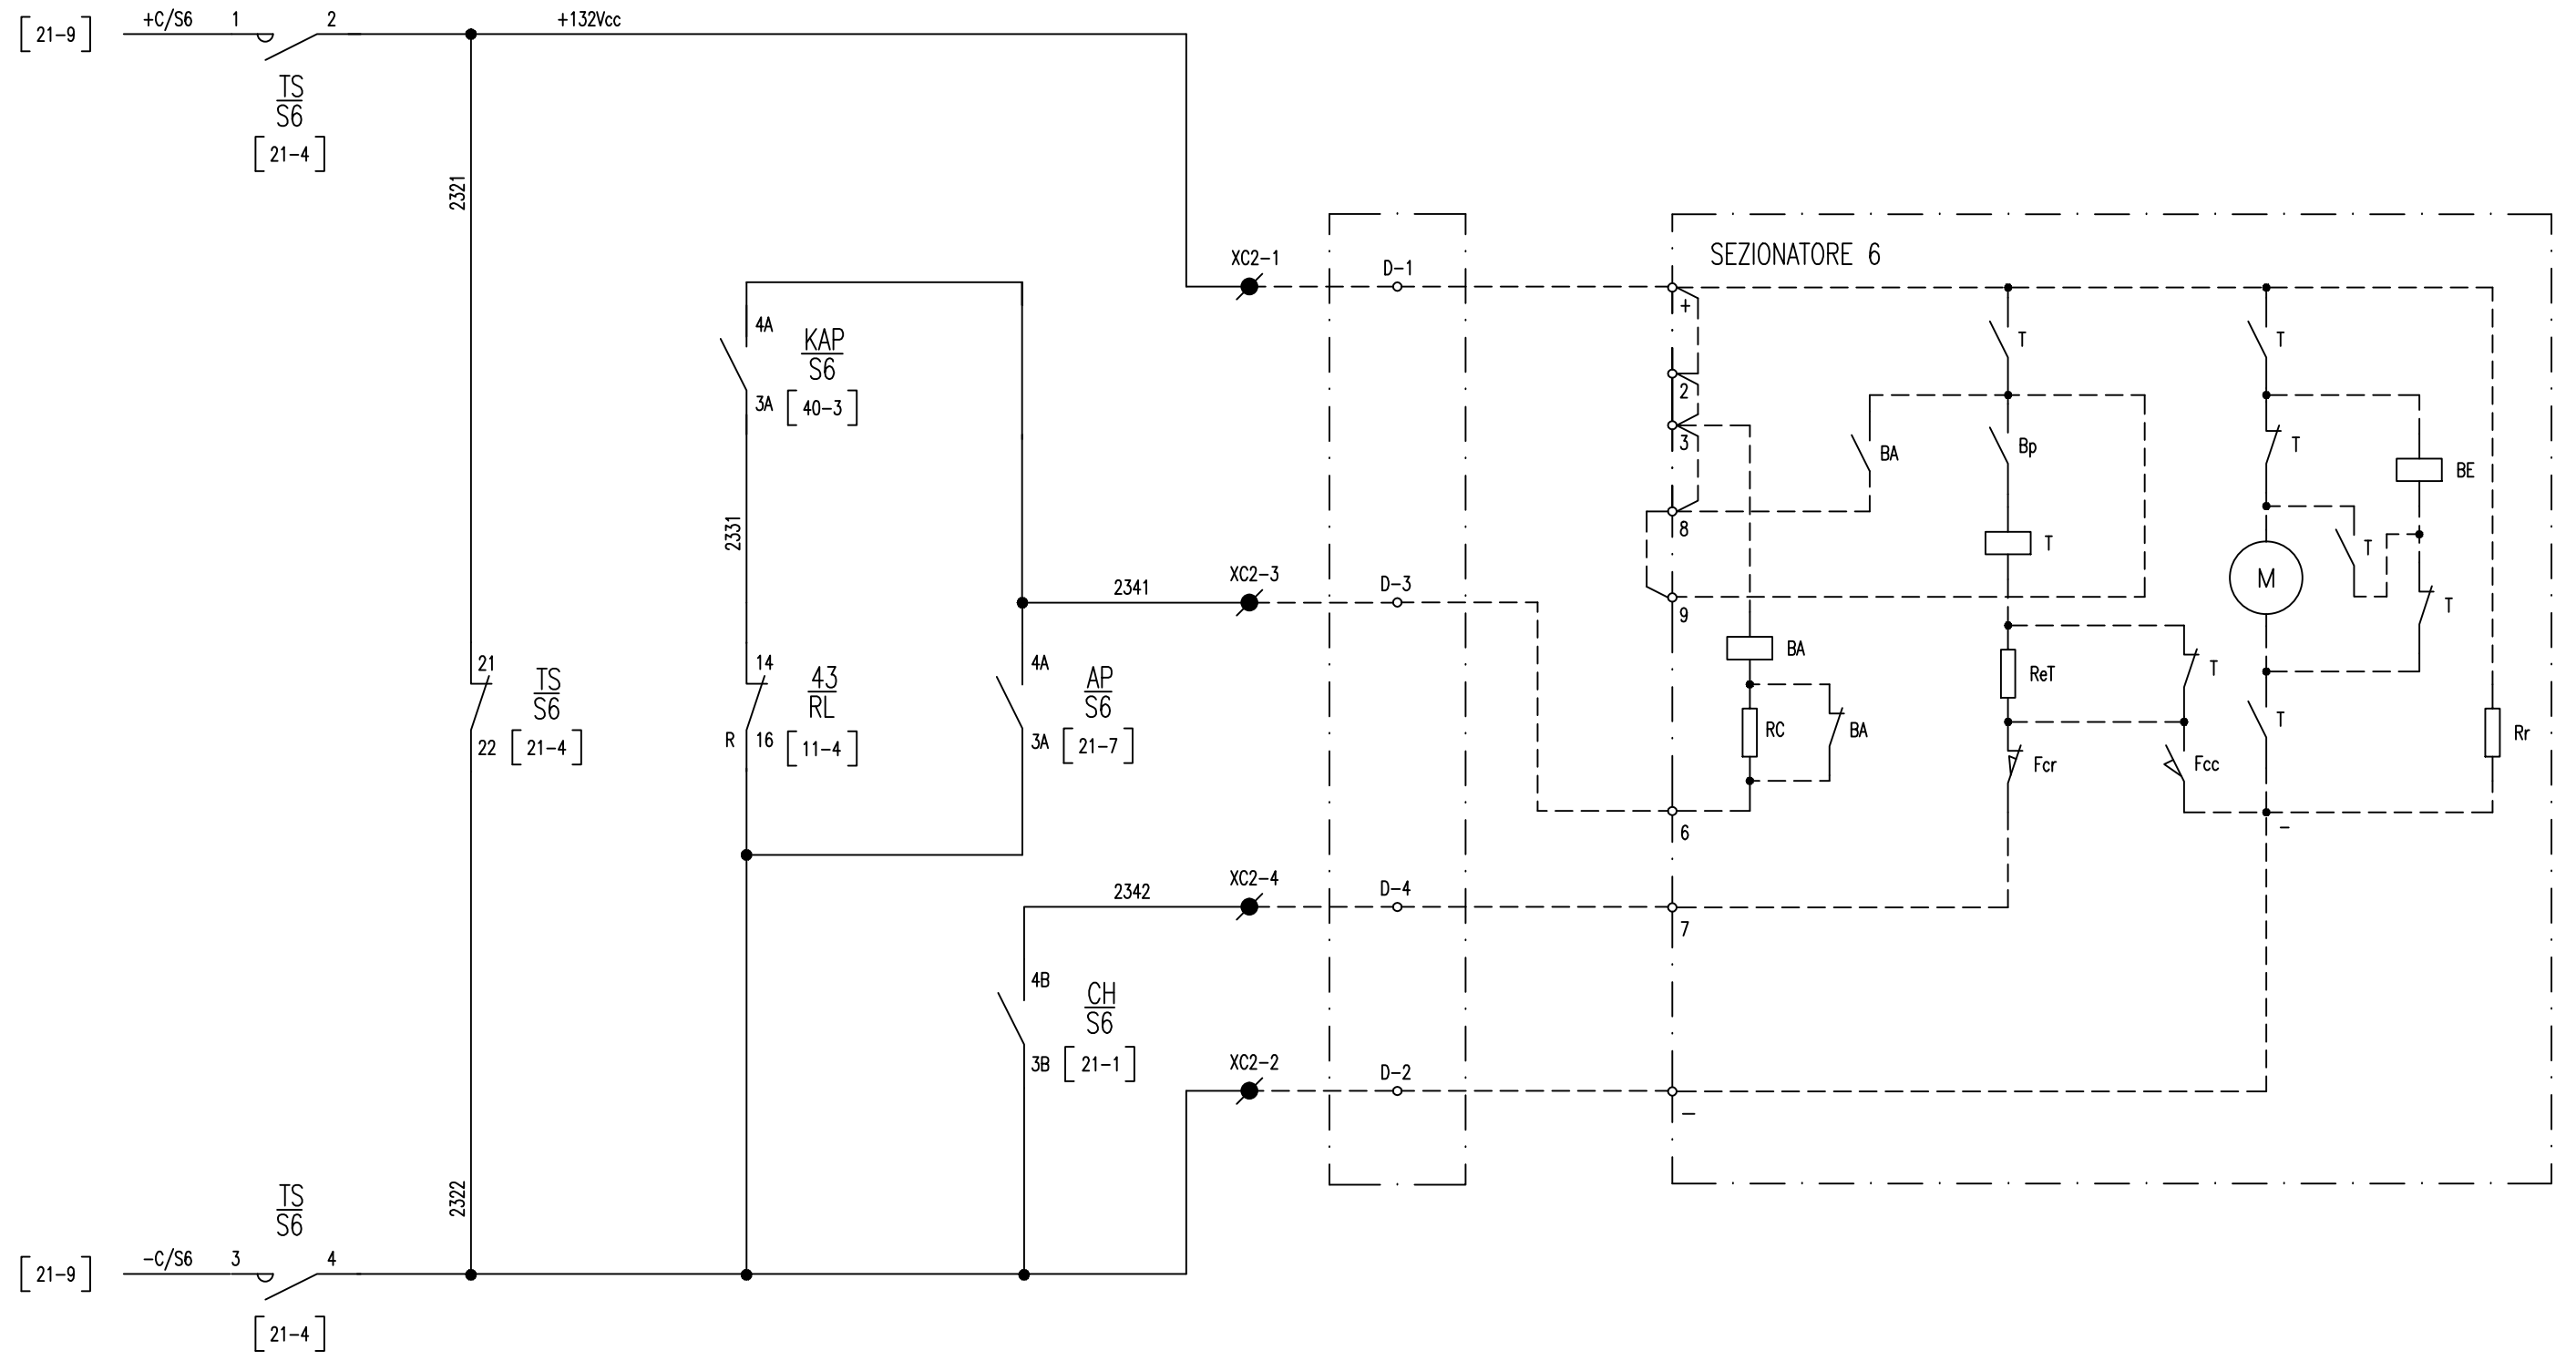 [21-9]
+C/S6
1
2
+132Vcc
TS
S6
[21-4]
2321
XC2-1
D-1
SEZIONATORE 6
+
4A
KAP
S6
3A
[40-3]
T
T
2
3
BA
Bp
T
BE
8
2331
T
T
M
2341
XC2-3
D-3
9
T
21
TS
S6
22
[21-4]
14
43
RL
R
16
[11-4]
4A
AP
S6
3A
[21-7]
BA
RC
BA
ReT
T
T
Rr
Fcr
Fcc
6
-
2342
XC2-4
D-4
7
4B
CH
S6
3B
[21-1]
XC2-2
D-2
-
2322
TS
S6
[21-9]
-C/S6
3
4
[21-4]